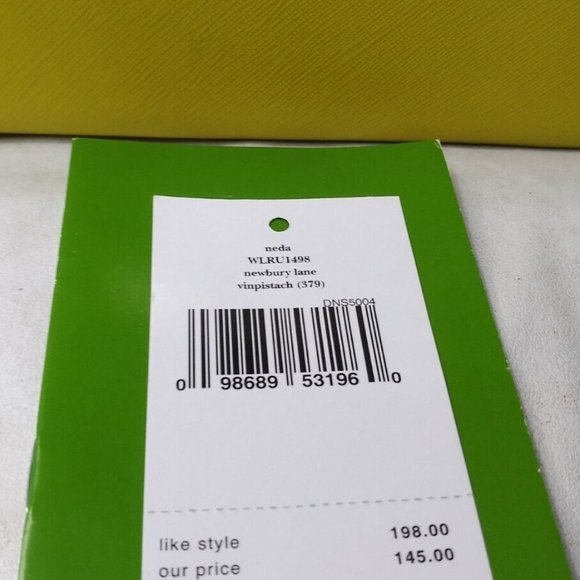 neda
WLRU1498
newbury lane
vinpistach (379)
DNS5004
0 98689 53196 0
like style 198.00
our price 145.00